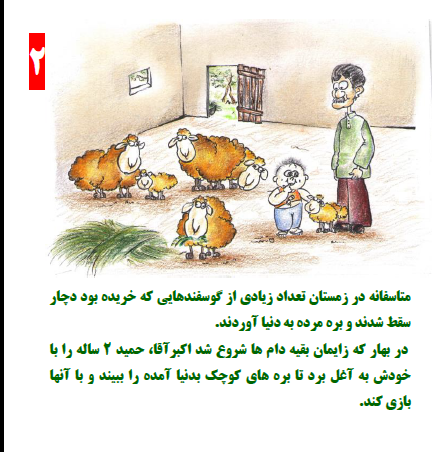 ۲
متاسفانه در زمستان تعداد زیادی از گوسفندهایی که خریده بود دچار
سقط شدند و بره مرده به دنیا آوردند.
در بهار که زایمان بقیه دام ها شروع شد اکبرآقا، حمید ۲ ساله را با
خودش به آغل برد تا بره های کوچک بدنیا آمده را ببیند و با آنها
بازی کند.